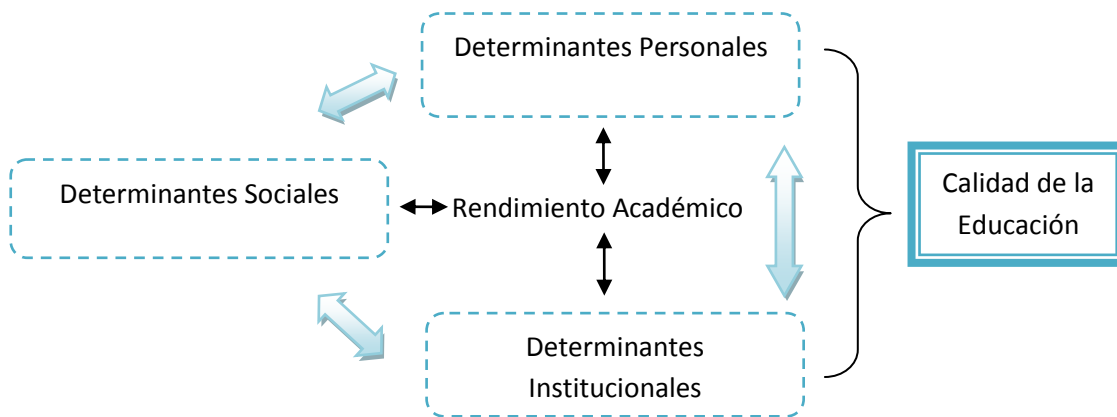 Determinantes Personales
Determinantes Sociales
Rendimiento Académico
Calidad de la
Educación
Determinantes
Institucionales